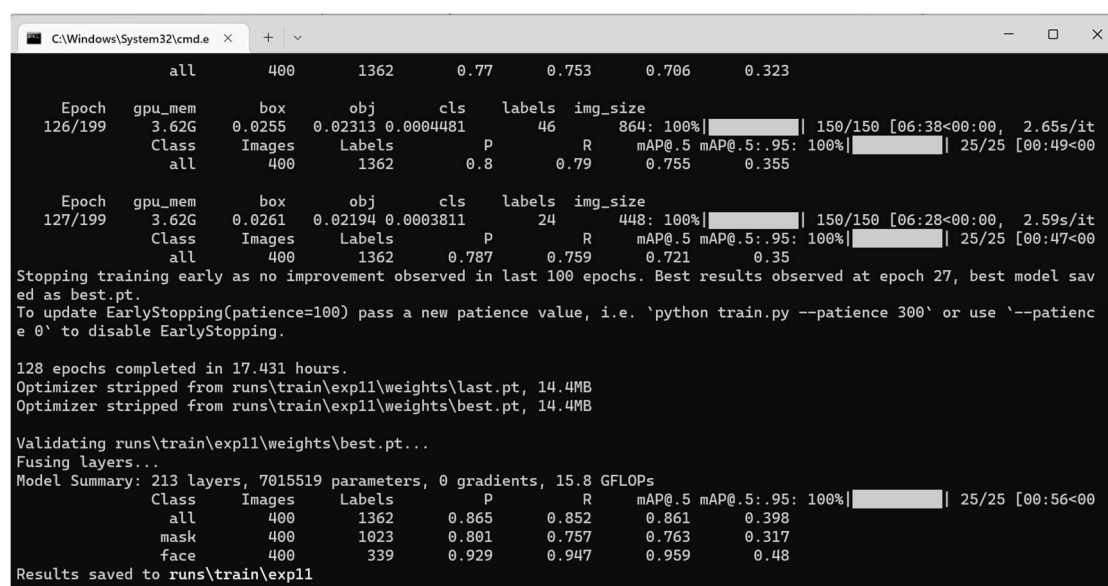 C:\Windows\System32\cmd.e
all 400 1362 0.77 0.753 0.706 0.323
Epoch gpu_mem box obj cls labels img_size
126/199 3.62G 0.0255 0.02313 0.0004481 46 864: 100%| | 150/150 [06:38<00:00, 2.65s/it
Class Images Labels P R mAP@.5 mAP@.5:.95: 100%| | 25/25 [00:49<00
all 400 1362 0.8 0.79 0.755 0.355
Epoch gpu_mem box obj cls labels img_size
127/199 3.62G 0.0261 0.02194 0.0003811 24 448: 100%| | 150/150 [06:28<00:00, 2.59s/it
Class Images Labels P R mAP@.5 mAP@.5:.95: 100%| | 25/25 [00:47<00
all 400 1362 0.787 0.759 0.721 0.35
Stopping training early as no improvement observed in last 100 epochs. Best results observed at epoch 27, best model sav
ed as best.pt.
To update EarlyStopping(patience=100) pass a new patience value, i.e. `python train.py --patience 300` or use `--patienc
e 0` to disable EarlyStopping.
128 epochs completed in 17.431 hours.
Optimizer stripped from runs\train\exp11\weights\last.pt, 14.4MB
Optimizer stripped from runs\train\exp11\weights\best.pt, 14.4MB
Validating runs\train\exp11\weights\best.pt...
Fusing layers...
Model Summary: 213 layers, 7015519 parameters, 0 gradients, 15.8 GFLOPs
Class Images Labels P R mAP@.5 mAP@.5:.95: 100%| | 25/25 [00:56<00
all 400 1362 0.865 0.852 0.861 0.398
mask 400 1023 0.801 0.757 0.763 0.317
face 400 339 0.929 0.947 0.959 0.48
Results saved to runs\train\exp11